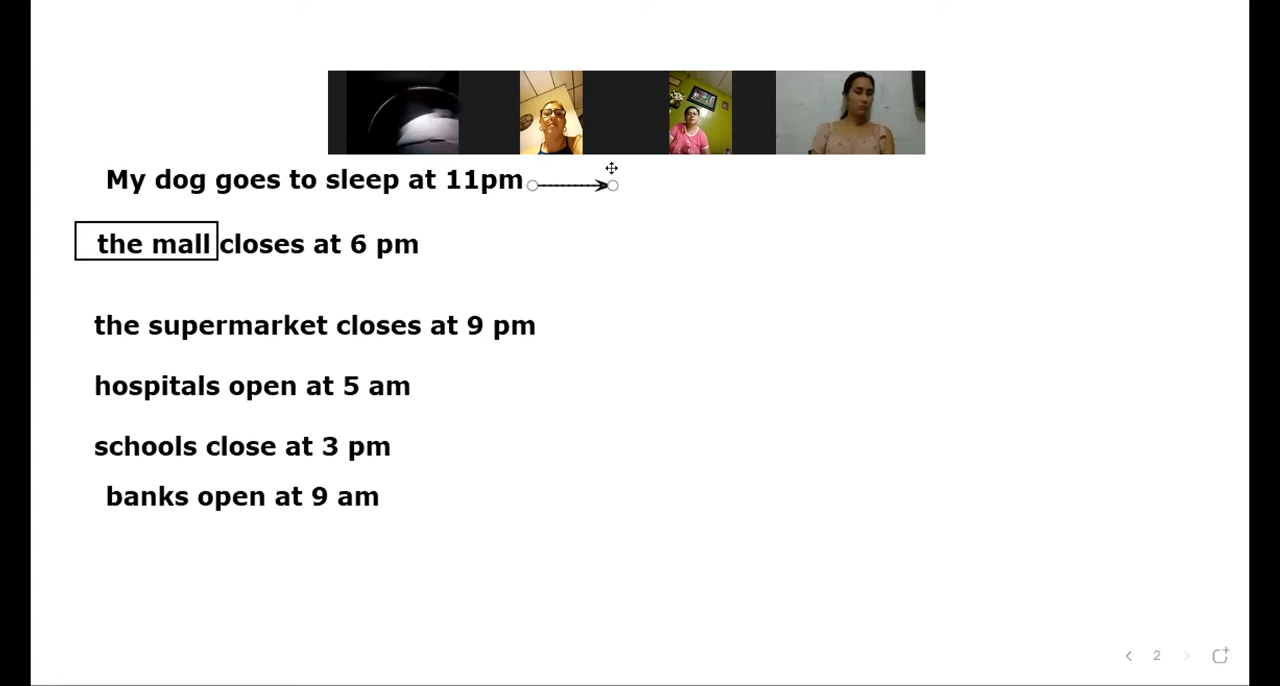 My dog goes to sleep at 11pm
the mall closes at 6 pm
the supermarket closes at 9 pm
hospitals open at 5 am
schools close at 3 pm
banks open at 9 am
2